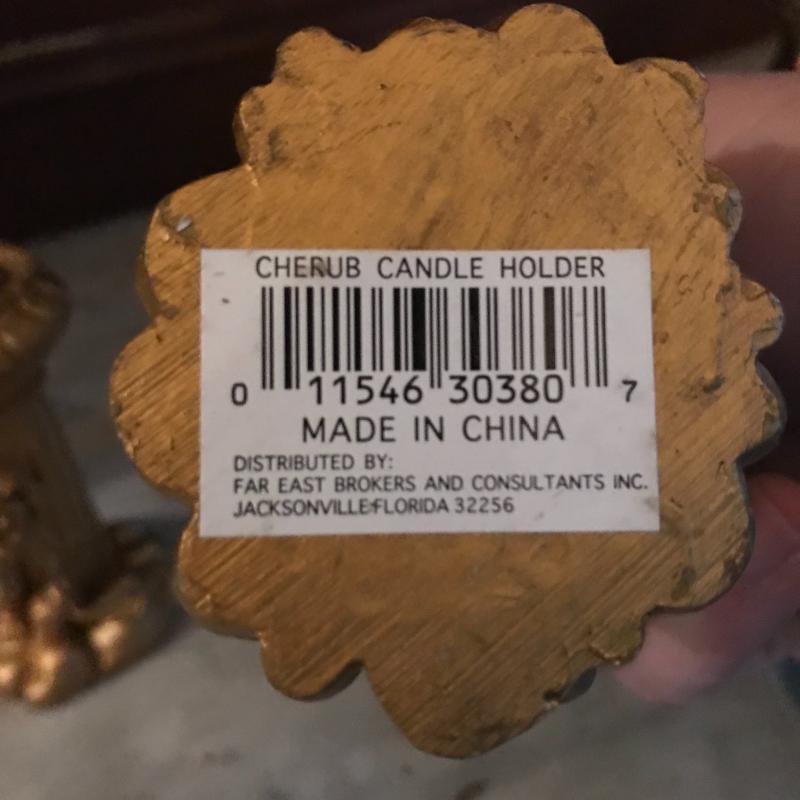 CHERUB CANDLE HOLDER
0 11546 30380 7
MADE IN CHINA
DISTRIBUTED BY:
FAR EAST BROKERS AND CONSULTANTS INC.
JACKSONVILLE, FLORIDA 32256